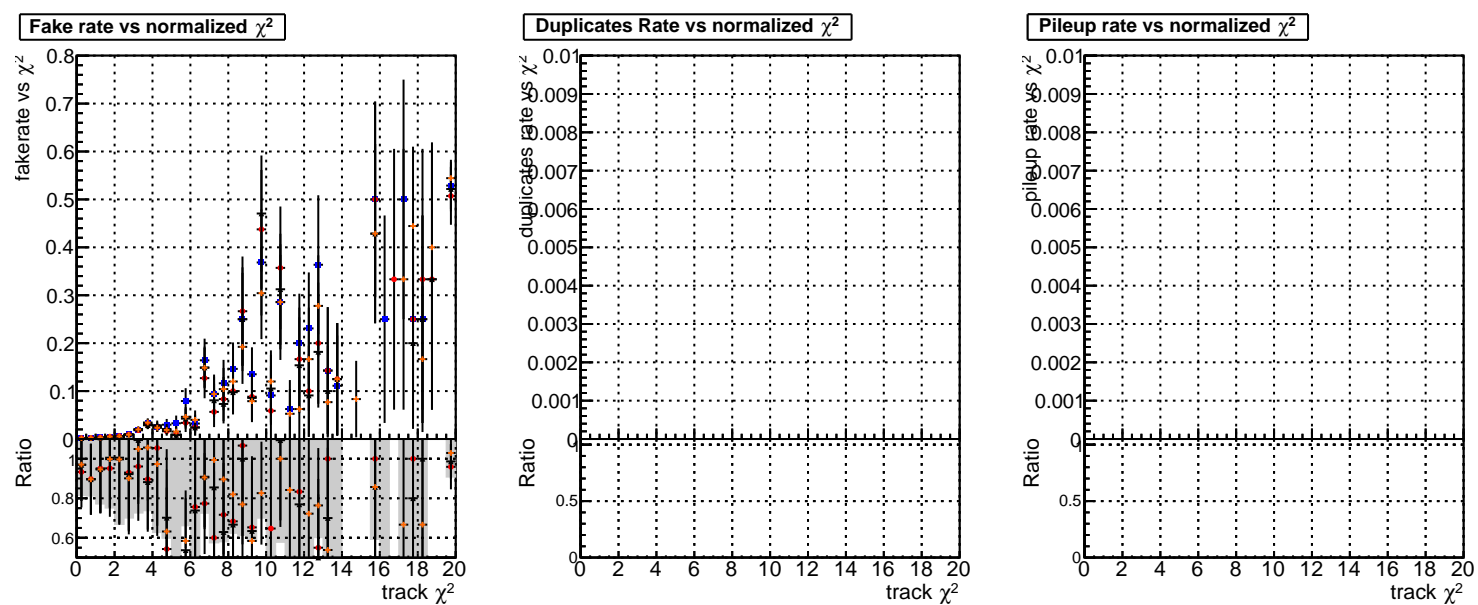 Fake rate vs normalized χ²
fakerate vs χ²
0.8
0.7
0.6
0.5
0.4
0.3
0.2
0.1
0
Ratio
1
0.8
0.6
0 2 4 6 8 10 12 14 16 18 20
track χ²
Duplicates Rate vs normalized χ²
duplicates rate vs χ²
0.01
0.009
0.008
0.007
0.006
0.005
0.004
0.003
0.002
0.001
0
Ratio
1
0.5
0
0 2 4 6 8 10 12 14 16 18 20
track χ²
Pileup rate vs normalized χ²
pileup rate vs χ²
0.01
0.009
0.008
0.007
0.006
0.005
0.004
0.003
0.002
0.001
0
Ratio
1
0.5
0
0 2 4 6 8 10 12 14 16 18 20
track χ²